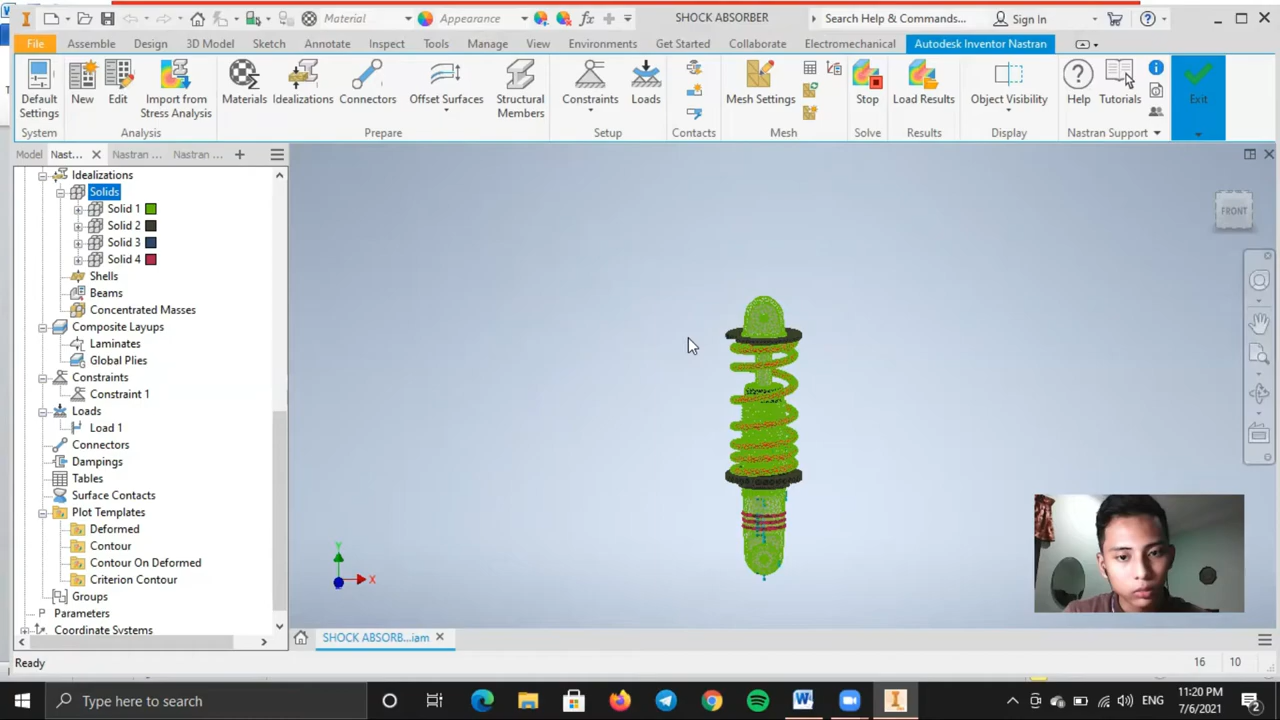 Material
Appearance
SHOCK ABSORBER
Search Help & Commands...
Sign In
File
Assemble
Design
3D Model
Sketch
Annotate
Inspect
Tools
Manage
View
Environments
Get Started
Collaborate
Electromechanical
Autodesk Inventor Nastran
Default Settings
New
Edit
Import from Stress Analysis
Materials
Idealizations
Connectors
Offset Surfaces
Structural Members
Constraints
Loads
Mesh Settings
Stop
Load Results
Object Visibility
Help
Tutorials
Exit
System
Analysis
Prepare
Setup
Contacts
Mesh
Solve
Results
Display
Nastran Support
Model
Nast...
Nastran ...
Nastran ...
Idealizations
Solids
Solid 1
Solid 2
Solid 3
Solid 4
Shells
Beams
Concentrated Masses
Composite Layups
Laminates
Global Plies
Constraints
Constraint 1
Loads
Load 1
Connectors
Dampings
Tables
Surface Contacts
Plot Templates
Deformed
Contour
Contour On Deformed
Criterion Contour
Groups
Parameters
Coordinate Systems
FRONT
Y
X
SHOCK ABSORB...iam
Ready
16
10
Type here to search
ENG
11:20 PM
7/6/2021
2